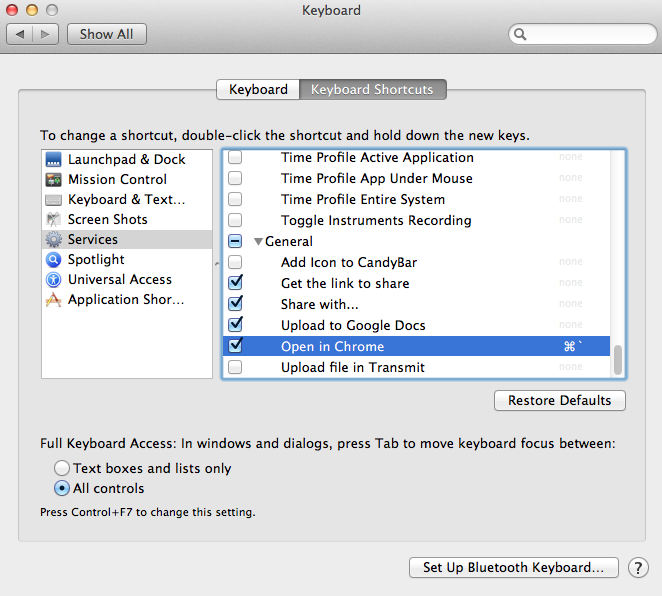 Keyboard
Show All
Keyboard Keyboard Shortcuts
To change a shortcut, double-click the shortcut and hold down the new keys.
Launchpad & Dock
Mission Control
Keyboard & Text...
Screen Shots
Services
Spotlight
Universal Access
Application Shor...
Time Profile Active Application none
Time Profile App Under Mouse none
Time Profile Entire System none
Toggle Instruments Recording none
General
Add Icon to CandyBar none
Get the link to share none
Share with... none
Upload to Google Docs none
Open in Chrome ⌘`
Upload file in Transmit none
Restore Defaults
Full Keyboard Access: In windows and dialogs, press Tab to move keyboard focus between:
Text boxes and lists only
All controls
Press Control+F7 to change this setting.
Set Up Bluetooth Keyboard... ?